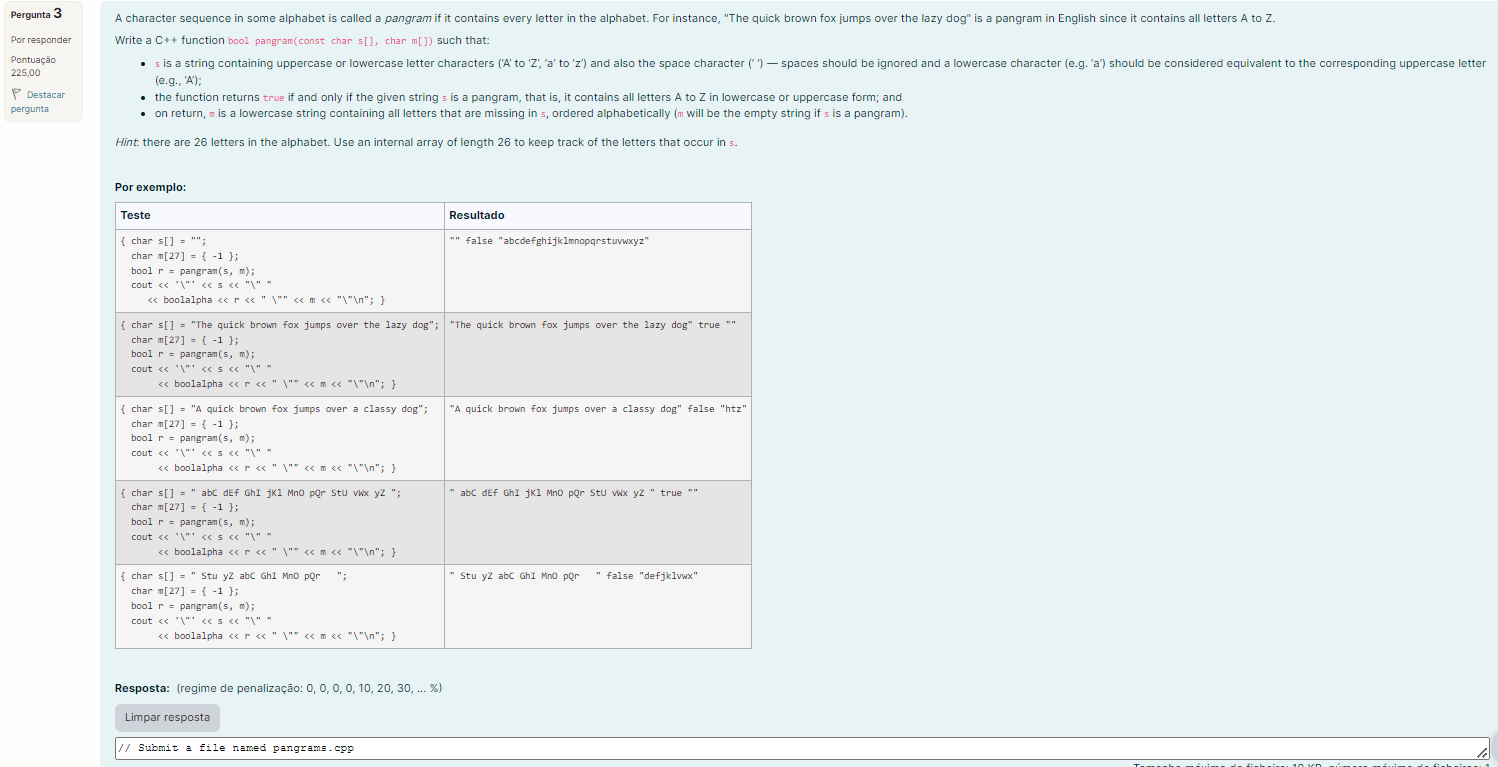 Pergunta 3
Por responder
Pontuação
225,00
Destacar
pergunta
A character sequence in some alphabet is called a pangram if it contains every letter in the alphabet. For instance, "The quick brown fox jumps over the lazy dog" is a pangram in English since it contains all letters A to Z.
Write a C++ function bool pangram(const char s[], char m[]) such that:
• s is a string containing uppercase or lowercase letter characters ('A' to 'Z', 'a' to 'z') and also the space character (' ') — spaces should be ignored and a lowercase character (e.g. 'a') should be considered equivalent to the corresponding uppercase letter
(e.g., 'A');
• the function returns true if and only if the given string s is a pangram, that is, it contains all letters A to Z in lowercase or uppercase form; and
• on return, m is a lowercase string containing all letters that are missing in s, ordered alphabetically (m will be the empty string if s is a pangram).
Hint: there are 26 letters in the alphabet. Use an internal array of length 26 to keep track of the letters that occur in s.
Por exemplo:
Teste Resultado
{ char s[] = ""; "" false "abcdefghijklmnopqrstuvwxyz"
char m[27] = { -1 };
bool r = pangram(s, m);
cout << '\"' << s << "\" "
<< boolalpha << r << " \"" << m << "\"\n"; }
{ char s[] = "The quick brown fox jumps over the lazy dog"; "The quick brown fox jumps over the lazy dog" true ""
char m[27] = { -1 };
bool r = pangram(s, m);
cout << '\"' << s << "\" "
<< boolalpha << r << " \"" << m << "\"\n"; }
{ char s[] = "A quick brown fox jumps over a classy dog"; "A quick brown fox jumps over a classy dog" false "htz"
char m[27] = { -1 };
bool r = pangram(s, m);
cout << '\"' << s << "\" "
<< boolalpha << r << " \"" << m << "\"\n"; }
{ char s[] = " abC dEf GhI jKl MnO pQr StU vWx yZ "; " abC dEf GhI jKl MnO pQr StU vWx yZ " true ""
char m[27] = { -1 };
bool r = pangram(s, m);
cout << '\"' << s << "\" "
<< boolalpha << r << " \"" << m << "\"\n"; }
{ char s[] = " Stu yZ abC GhI MnO pQr   "; " Stu yZ abC GhI MnO pQr   " false "defjklvwx"
char m[27] = { -1 };
bool r = pangram(s, m);
cout << '\"' << s << "\" "
<< boolalpha << r << " \"" << m << "\"\n"; }
Resposta: (regime de penalização: 0, 0, 0, 0, 10, 20, 30, ... %)
Limpar resposta
// Submit a file named pangrams.cpp